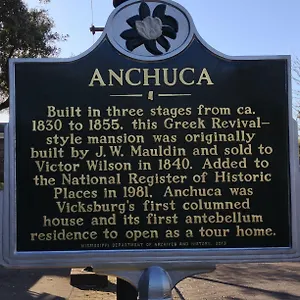 ANCHUCA
Built in three stages from ca.
1830 to 1855, this Greek Revival-
style mansion was originally
built by J. W. Mauldin and sold to
Victor Wilson in 1840. Added to
the National Register of Historic
Places in 1981, Anchuca was
Vicksburg's first columned
house and its first antebellum
residence to open as a tour home.
MISSISSIPPI DEPARTMENT OF ARCHIVES AND HISTORY,